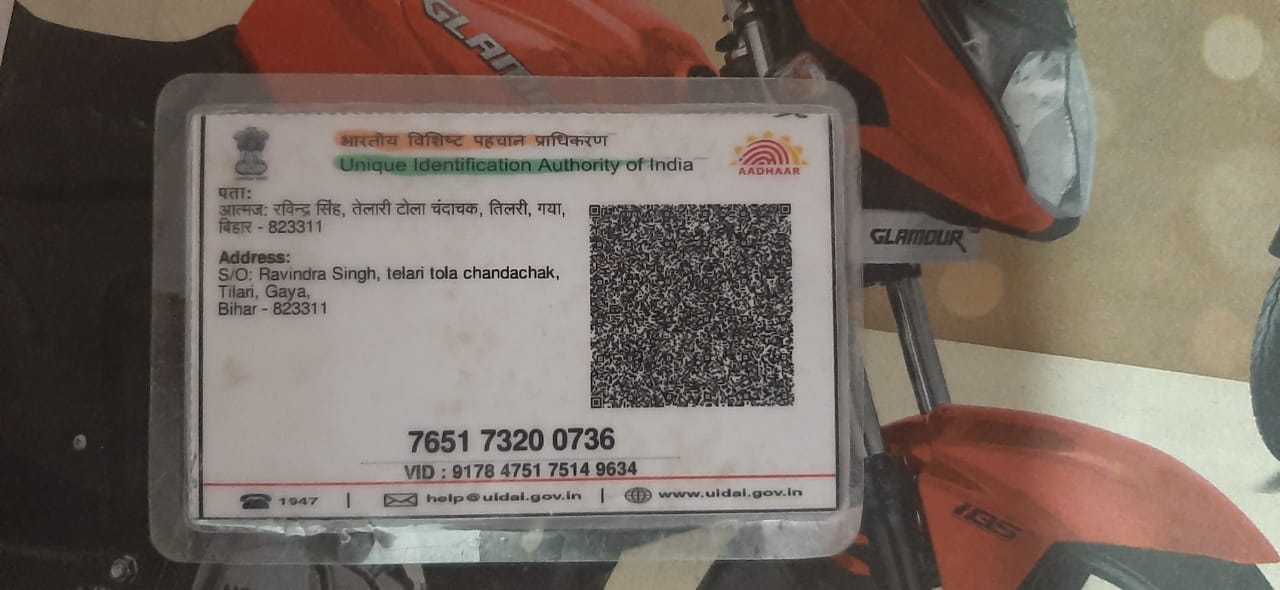 GLAM
भारतीय विशिष्ट पहचान प्राधिकरण
Unique Identification Authority of India
AADHAAR
पता:
आत्मज: रविन्द्र सिंह, तेलारी टोला चंदाचक, तिलरी, गया,
बिहार - 823311
Address:
S/O: Ravindra Singh, telari tola chandachak,
Tilari, Gaya,
Bihar - 823311
GLAMOUR
7651 7320 0736
VID : 9178 4751 7514 9634
1947 | help@uidai.gov.in | www.uidai.gov.in
IBS